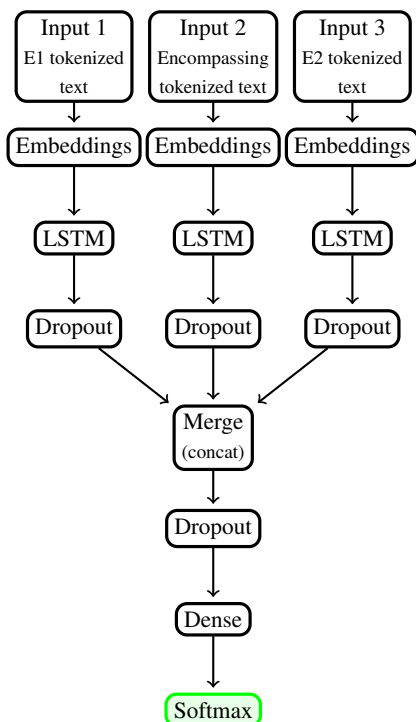 Input 1
E1 tokenized
text
Input 2
Encompassing
tokenized text
Input 3
E2 tokenized
text
Embeddings
Embeddings
Embeddings
LSTM
LSTM
LSTM
Dropout
Dropout
Dropout
Merge
(concat)
Dropout
Dense
Softmax